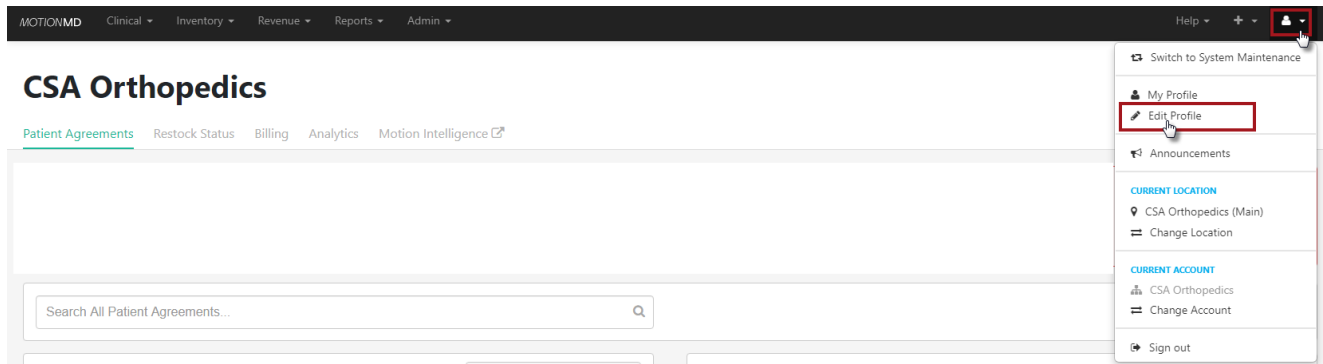 MOTIONMD Clinical Inventory Revenue Reports Admin Help +
Switch to System Maintenance
CSA Orthopedics
My Profile
Edit Profile
Patient Agreements Restock Status Billing Analytics Motion Intelligence
Announcements
CURRENT LOCATION
CSA Orthopedics (Main)
Change Location
CURRENT ACCOUNT
CSA Orthopedics
Search All Patient Agreements...
Change Account
Sign out